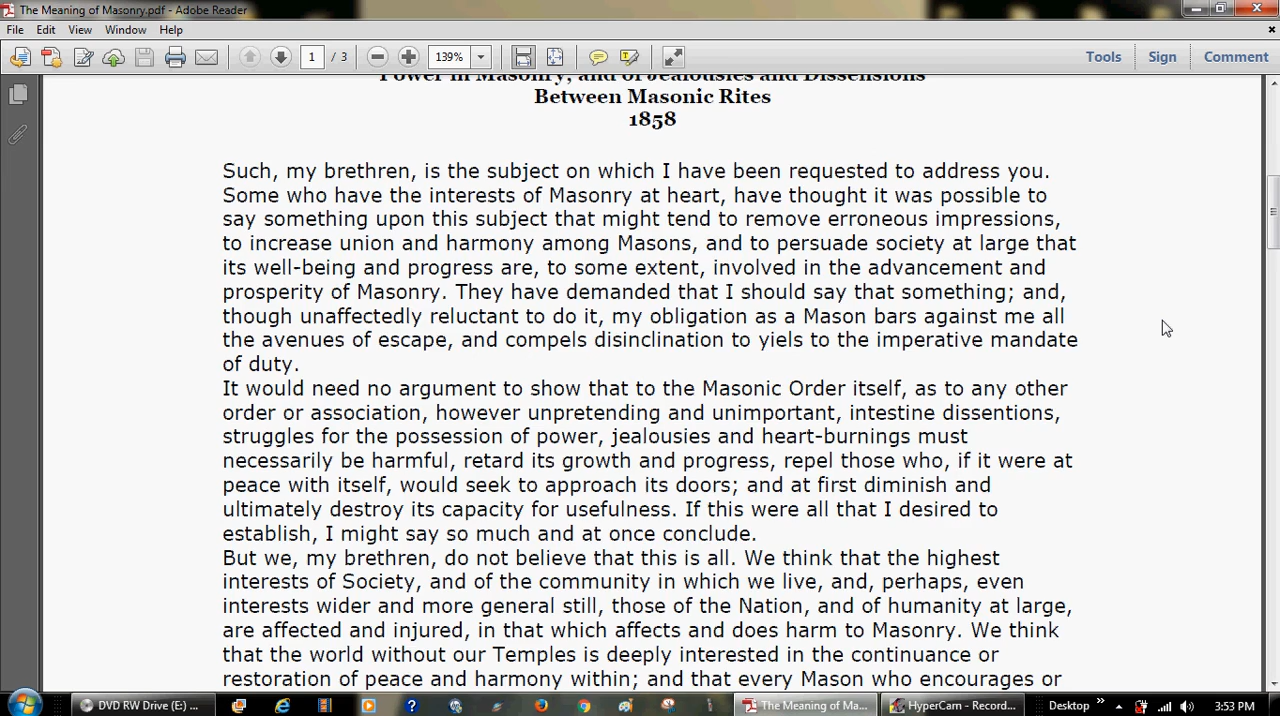 The Meaning of Masonry.pdf - Adobe Reader
File Edit View Window Help
1 / 3 139% Tools Sign Comment
Power in Masonry, and of Jealousies and Dissensions
Between Masonic Rites
1858
Such, my brethren, is the subject on which I have been requested to address you.
Some who have the interests of Masonry at heart, have thought it was possible to
say something upon this subject that might tend to remove erroneous impressions,
to increase union and harmony among Masons, and to persuade society at large that
its well-being and progress are, to some extent, involved in the advancement and
prosperity of Masonry. They have demanded that I should say that something; and,
though unaffectedly reluctant to do it, my obligation as a Mason bars against me all
the avenues of escape, and compels disinclination to yiels to the imperative mandate
of duty.
It would need no argument to show that to the Masonic Order itself, as to any other
order or association, however unpretending and unimportant, intestine dissentions,
struggles for the possession of power, jealousies and heart-burnings must
necessarily be harmful, retard its growth and progress, repel those who, if it were at
peace with itself, would seek to approach its doors; and at first diminish and
ultimately destroy its capacity for usefulness. If this were all that I desired to
establish, I might say so much and at once conclude.
But we, my brethren, do not believe that this is all. We think that the highest
interests of Society, and of the community in which we live, and, perhaps, even
interests wider and more general still, those of the Nation, and of humanity at large,
are affected and injured, in that which affects and does harm to Masonry. We think
that the world without our Temples is deeply interested in the continuance or
restoration of peace and harmony within; and that every Mason who encourages or
DVD RW Drive (E:) ... The Meaning of Ma... HyperCam - Record... Desktop » 3:53 PM